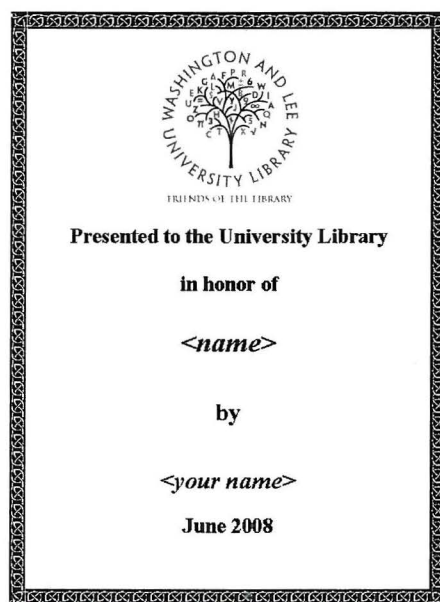 WASHINGTON AND LEE
UNIVERSITY LIBRARY
FRIENDS OF THE LIBRARY
Presented to the University Library
in honor of
<name>
by
<your name>
June 2008